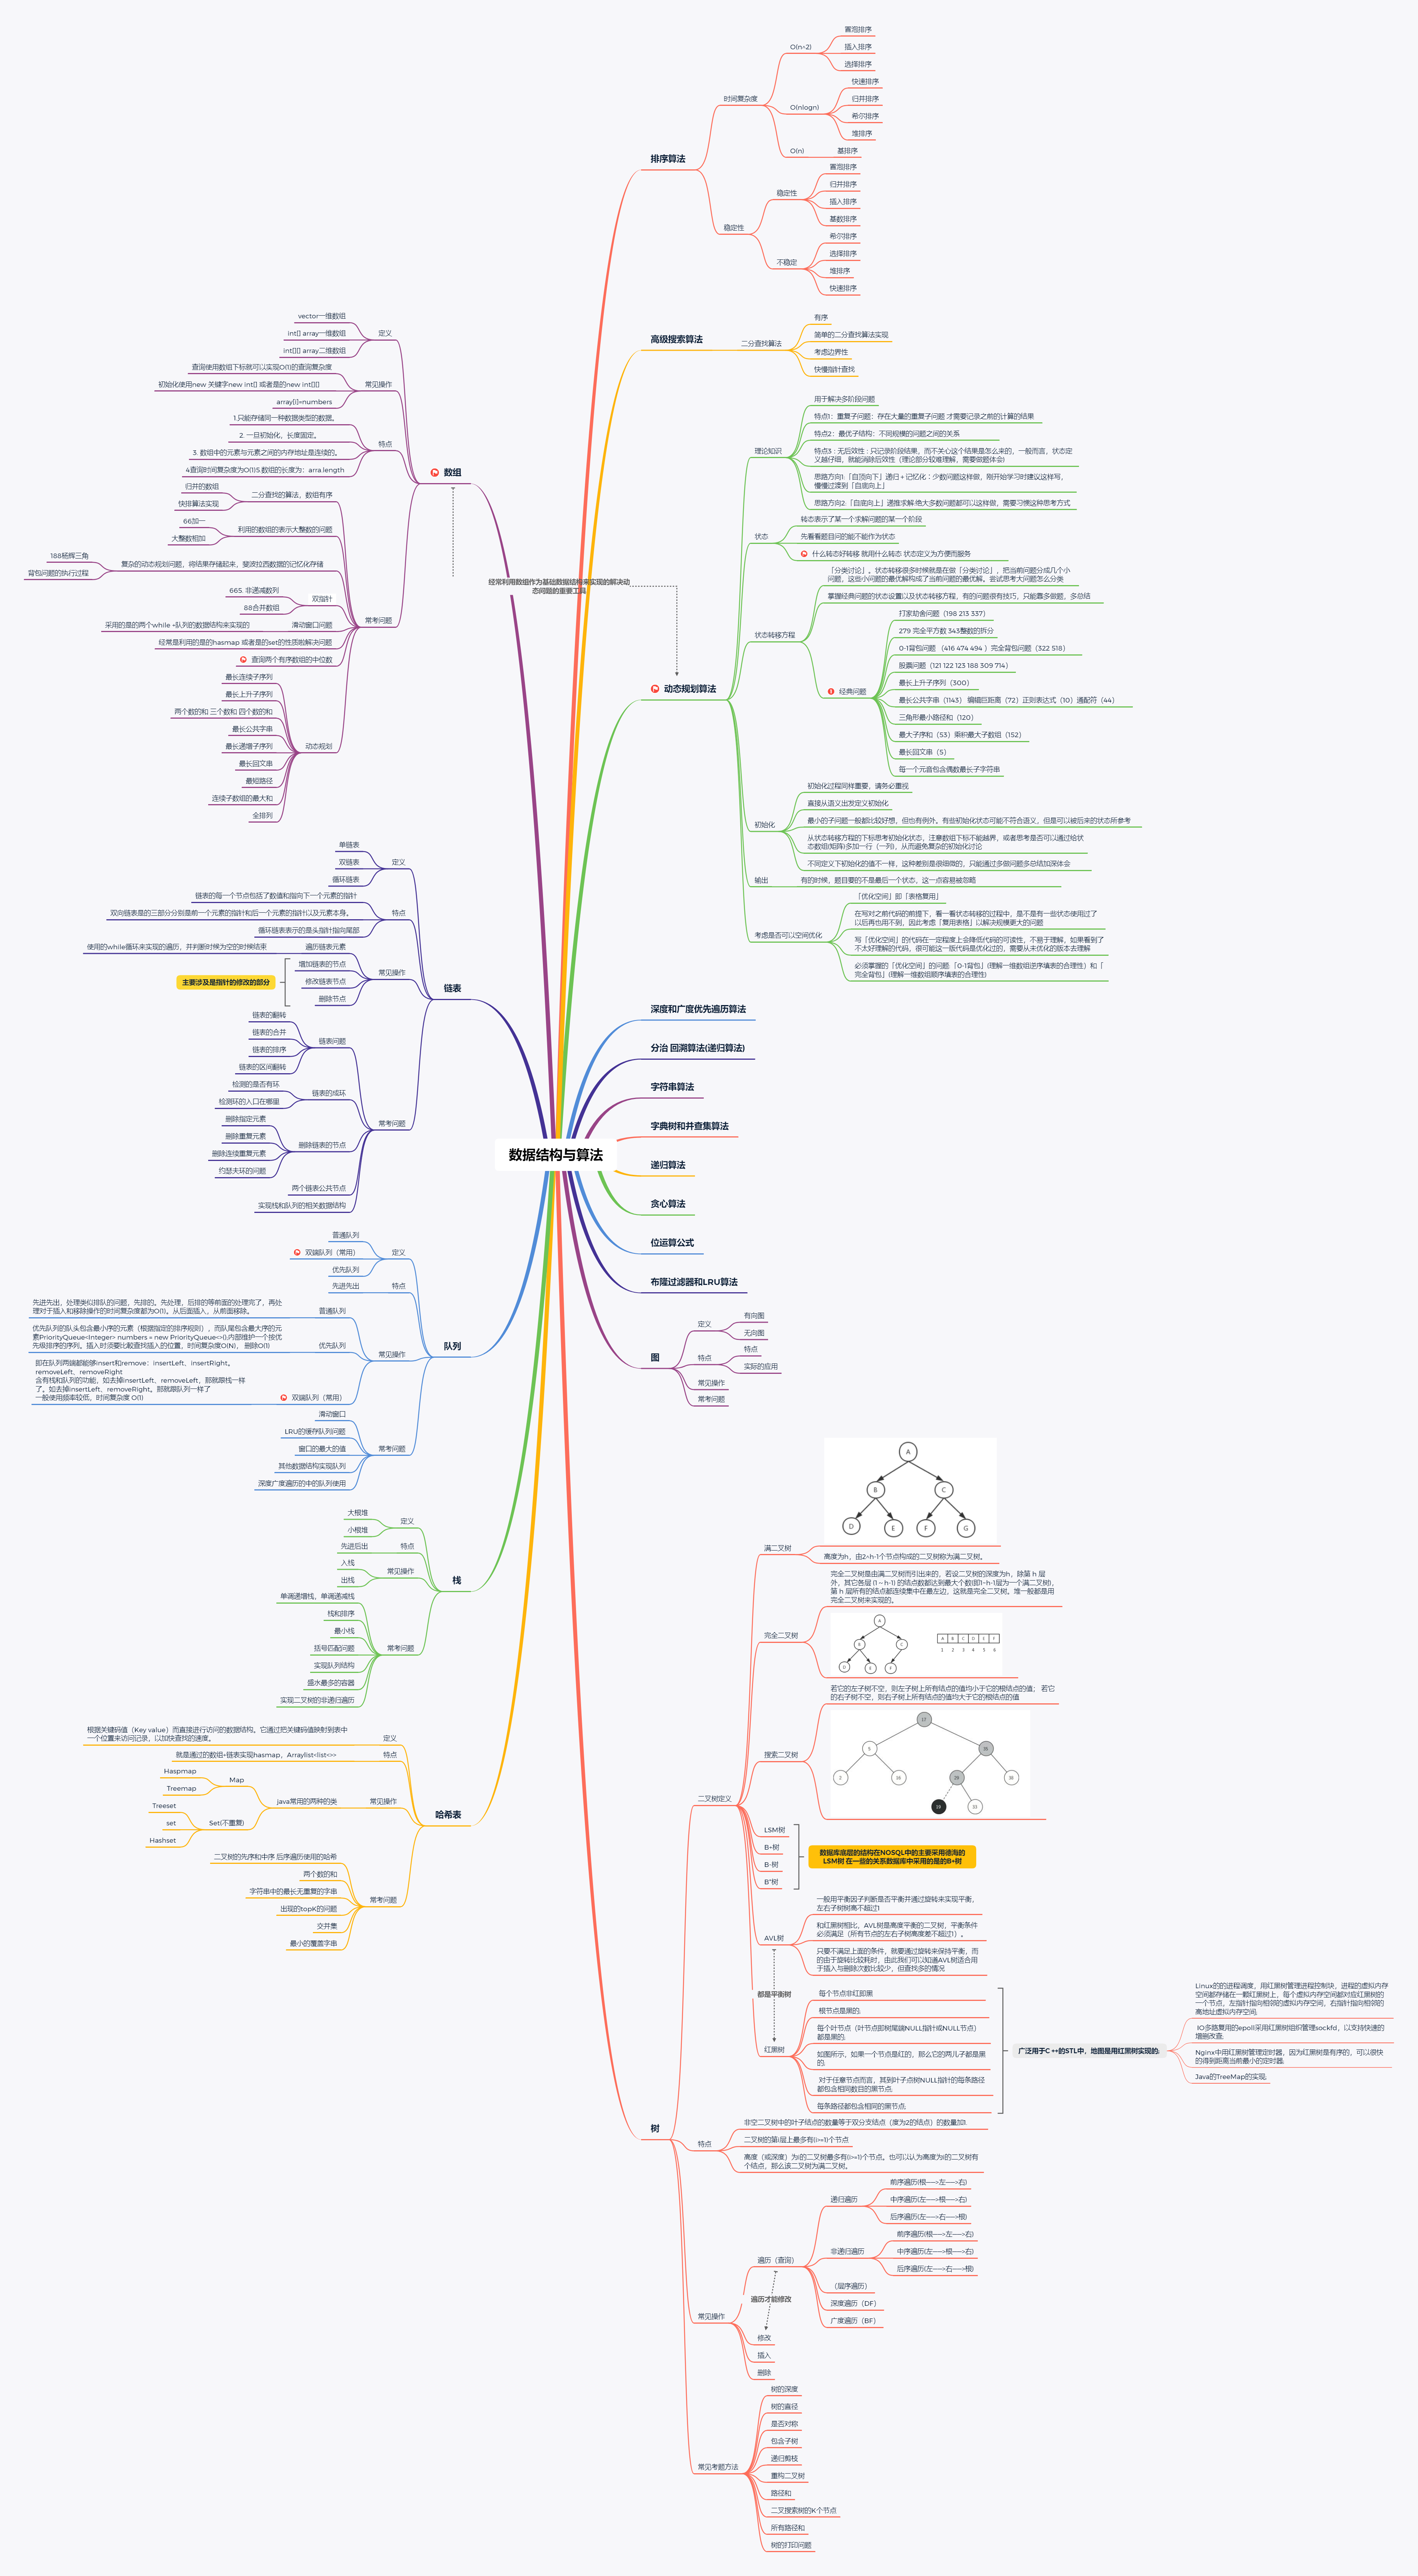 数据结构与算法
排序算法
时间复杂度
O(n^2)
冒泡排序
插入排序
选择排序
O(nlogn)
快速排序
归并排序
希尔排序
堆排序
O(n)
基排序
稳定性
稳定性
冒泡排序
归并排序
插入排序
基数排序
不稳定
希尔排序
选择排序
堆排序
快速排序
高级搜索算法
二分查找算法
有序
简单的二分查找算法实现
考虑边界性
快慢指针查找
动态规划算法
理论知识
用于解决多阶段问题
特点1：重复子问题：存在大量的重复子问题 才需要记录之前的计算的结果
特点2：最优子结构：不同规模的问题之间的关系
特点3：无后效性：只记录阶段结果，而不关心这个结果是怎么来的，一般而言，状态定
义越仔细，就能消除后效性（理论部分较难理解，需要做题体会)
思路方向1:「自顶向下」递归 + 记忆化：少数问题这样做，刚开始学习时建议这样写，
慢慢过渡到「自底向上」
思路方向2:「自底向上」递推求解:绝大多数问题都可以这样做，需要习惯这种思考方式
状态
转态表示了某一个求解问题的某一个阶段
先看看题目问的能不能作为状态
什么转态好转移 就用什么转态 状态定义为方便而服务
状态转移方程
「分类讨论」。状态转移很多时候就是在做「分类讨论」，把当前问题分成几个小
问题，这些小问题的最优解构成了当前问题的最优解。尝试思考大问题怎么分类
掌握经典问题的状态设置以及状态转移方程，有的问题很有技巧，只能靠多做题，多总结
经典问题
打家劫舍问题（198 213 337）
279 完全平方数 343整数的拆分
0-1背包问题 （416 474 494 ）完全背包问题（322 518）
股票问题（121 122 123 188 309 714）
最长上升子序列（300）
最长公共字串（1143） 编辑巨距离（72）正则表达式（10）通配符（44）
三角形最小路径和（120）
最大子序和（53）乘积最大子数组（152）
最长回文串（5）
每一个元音包含偶数最长子字符串
初始化
初始化过程同样重要，请务必重视
直接从语义出发定义初始化
最小的子问题一般都比较好想，但也有例外。有些初始化状态可能不符合语义，但是可以被后来的状态所参考
从状态转移方程的下标思考初始化状态，注意数组下标不能越界，或者思考是否可以通过给状
态数组(矩阵)多加一行（一列)，从而避免复杂的初始化讨论
不同定义下初始化的值不一样，这种差别是很细微的，只能通过多做问题多总结加深体会
输出
有的时候，题目要的不是最后一个状态，这一点容易被忽略
考虑是否可以空间优化
「优化空间」即「表格复用」
在写对之前代码的前提下，看一看状态转移的过程中，是不是有一些状态使用过了
以后再也用不到，因此考虑「复用表格」以解决规模更大的问题
写「优化空间」的代码在一定程度上会降低代码的可读性，不易于理解，如果看到了
不太好理解的代码，很可能这一版代码是优化过的，需要从未优化的版本去理解
必须掌握的「优化空间」的问题:「0-1背包」(理解一维数组逆序填表的合理性）和「
完全背包」(理解一维数组顺序填表的合理性)
深度和广度优先遍历算法
分治 回溯算法(递归算法)
字符串算法
字典树和并查集算法
递归算法
贪心算法
位运算公式
布隆过滤器和LRU算法
图
定义
有向图
无向图
特点
特点
实际的应用
常见操作
常考问题
树
二叉树定义
满二叉树
A
B
C
D
E
F
G
高度为h，由2^h-1个节点构成的二叉树称为满二叉树。
完全二叉树
完全二叉树是由满二叉树而引出来的，若设二叉树的深度为h，除第 h 层
外，其它各层 (1～h-1) 的结点数都达到最大个数(即1~h-1层为一个满二叉树)，
第 h 层所有的结点都连续集中在最左边，这就是完全二叉树。堆一般都是用
完全二叉树来实现的。
A
B
C
D
E
F
A B C D E F
1 2 3 4 5 6
搜索二叉树
若它的左子树不空，则左子树上所有结点的值均小于它的根结点的值； 若它
的右子树不空，则右子树上所有结点的值均大于它的根结点的值
17
5
35
2
16
29
38
19
33
LSM树
B+树
B-树
B*树
数据库底层的结构在NOSQL中的主要采用德海的
LSM树 在一些的关系数据库中采用的是的B+树
AVL树
一般用平衡因子判断是否平衡并通过旋转来实现平衡，
左右子树树高不超过1
和红黑树相比，AVL树是高度平衡的二叉树，平衡条件
必须满足（所有节点的左右子树高度差不超过1）。
只要不满足上面的条件，就要通过旋转来保持平衡，而
的由于旋转比较耗时，由此我们可以知道AVL树适合用
于插入与删除次数比较少，但查找多的情况
都是平衡树
红黑树
每个节点非红即黑
根节点是黑的;
每个叶节点（叶节点即树尾端NULL指针或NULL节点）
都是黑的;
如图所示，如果一个节点是红的，那么它的两儿子都是黑
的;
对于任意节点而言，其到叶子点树NULL指针的每条路径
都包含相同数目的黑节点;
每条路径都包含相同的黑节点;
广泛用于C ++的STL中，地图是用红黑树实现的;
Linux的的进程调度，用红黑树管理进程控制块，进程的虚拟内存
空间都存储在一颗红黑树上，每个虚拟内存空间都对应红黑树的
一个节点，左指针指向相邻的虚拟内存空间，右指针指向相邻的
高地址虚拟内存空间;
IO多路复用的epoll采用红黑树组织管理sockfd，以支持快速的
增删改查;
Nginx中用红黑树管理定时器，因为红黑树是有序的，可以很快
的得到距离当前最小的定时器;
Java的TreeMap的实现;
特点
非空二叉树中的叶子结点的数量等于双分支结点（度为2的结点）的数量加1.
二叉树的第i层上最多有(i>=1)个节点
高度（或深度）为i的二叉树最多有(i>=1)个节点。也可以认为高度为i的二叉树有
个结点，那么该二叉树为满二叉树。
常见操作
遍历（查询）
递归遍历
前序遍历(根——>左——>右)
中序遍历(左——>根——>右)
后序遍历(左——>右——>根)
非递归遍历
前序遍历(根——>左——>右)
中序遍历(左——>根——>右)
后序遍历(左——>右——>根)
（层序遍历）
深度遍历（DF）
广度遍历（BF）
遍历才能修改
修改
插入
删除
常见考题方法
树的深度
树的直径
是否对称
包含子树
递归剪枝
重构二叉树
路径和
二叉搜索树的K个节点
所有路径和
树的打印问题
数组
定义
vector一维数组
int[] array一维数组
int[][] array二维数组
常见操作
查询使用数组下标就可以实现O(1)的查询复杂度
初始化使用new 关键字new int[] 或者是的new int[][]
array[i]=numbers
特点
1.只能存储同一种数据类型的数据。
2. 一旦初始化，长度固定。
3. 数组中的元素与元素之间的内存地址是连续的。
4查询时间复杂度为O(1)5.数组的长度为：arra.length
常考问题
二分查找的算法，数组有序
归并的数组
快排算法实现
利用的数组的表示大整数的问题
66加一
大整数相加
复杂的动态规划问题，将结果存储起来，斐波拉西数据的记忆化存储
188杨辉三角
背包问题的执行过程
双指针
665. 非递减数列
88合并数组
滑动窗口问题
采用的是的两个while +队列的数据结构来实现的
经常是利用的是的hasmap 或者是的set的性质啦解决问题
查询两个有序数组的中位数
动态规划
最长连续子序列
最长上升子序列
两个数的和 三个数和 四个数的和
最长公共字串
最长递增子序列
最长回文串
最短路径
连续子数组的最大和
全排列
经常利用数组作为基础数据结构来实现的解决动
态问题的重要工具
链表
定义
单链表
双链表
循环链表
特点
链表的每一个节点包括了数值和指向下一个元素的指针
双向链表是的三部分分别是前一个元素的指针和后一个元素的指针以及元素本身。
循环链表表示的是头指针指向尾部
常见操作
遍历链表元素
使用的while循环来实现的遍历，并判断时候为空的时候结束
增加链表的节点
修改链表节点
删除节点
主要涉及是指针的修改的部分
常考问题
链表问题
链表的翻转
链表的合并
链表的排序
链表的区间翻转
链表的成环
检测的是否有环
检测环的入口在哪里
删除链表的节点
删除指定元素
删除重复元素
删除连续重复元素
约瑟夫环的问题
两个链表公共节点
实现栈和队列的相关数据结构
队列
定义
普通队列
双端队列（常用）
优先队列
特点
先进先出
常见操作
普通队列
先进先出，处理类似排队的问题，先排的。先处理，后排的等前面的处理完了，再处
理对于插入和移除操作的时间复杂度都为O(1)。从后面插入，从前面移除。
优先队列
优先队列的队头包含最小序的元素（根据指定的排序规则），而队尾包含最大序的元
素PriorityQueue<Integer> numbers = new PriorityQueue<>();内部维护一个按优
先级排序的序列。插入时须要比較查找插入的位置，时间复杂度O(N)， 删除O(1)
双端队列（常用）
即在队列两端都能够insert和remove：insertLeft、insertRight。
removeLeft、removeRight
含有栈和队列的功能，如去掉insertLeft、removeLeft，那就跟栈一样
了。如去掉insertLeft、removeRight。那就跟队列一样了
一般使用频率较低，时间复杂度 O(1)
常考问题
滑动窗口
LRU的缓存队列问题
窗口的最大的值
其他数据结构实现队列
深度广度遍历的中的队列使用
栈
定义
大根堆
小根堆
特点
先进后出
常见操作
入栈
出栈
常考问题
单调递增栈，单调递减栈
栈和排序
最小栈
括号匹配问题
实现队列结构
盛水最多的容器
实现二叉树的非递归遍历
哈希表
定义
根据关键码值（Key value）而直接进行访问的数据结构。它通过把关键码值映射到表中
一个位置来访问记录，以加快查找的速度。
特点
就是通过的数组+链表实现hasmap，Arraylist<list<>>
常见操作
java常用的两种的类
Map
Haspmap
Treemap
Set(不重复)
Treeset
set
Hashset
常考问题
二叉树的先序和中序 后序遍历使用的哈希
两个数的和
字符串中的最长无重复的字串
出现的topK的问题
交并集
最小的覆盖字串